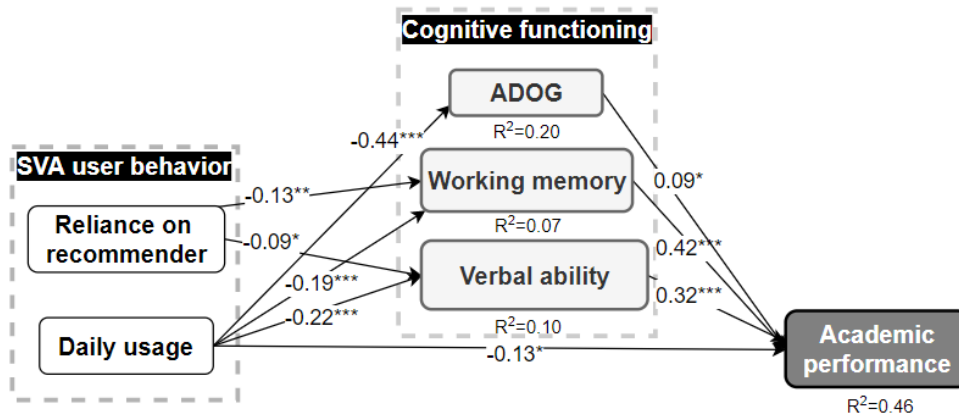 Cognitive functioning
ADOG
R²=0.20
-0.44***
SVA user behavior
Working memory
0.09*
-0.13**
Reliance on
recommender
R²=0.07
-0.09*
0.42***
Verbal ability
-0.19***
0.32***
-0.22***
R²=0.10
Daily usage
-0.13*
Academic
performance
R²=0.46